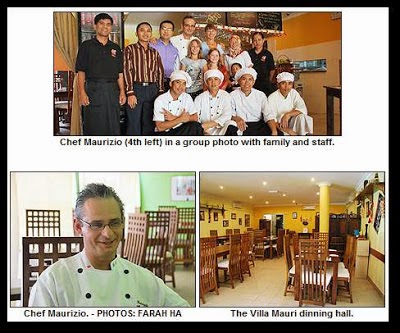 Chef Maurizio (4th left) in a group photo with family and staff.
Chef Maurizio. - PHOTOS: FARAH HA
The Villa Mauri dinning hall.